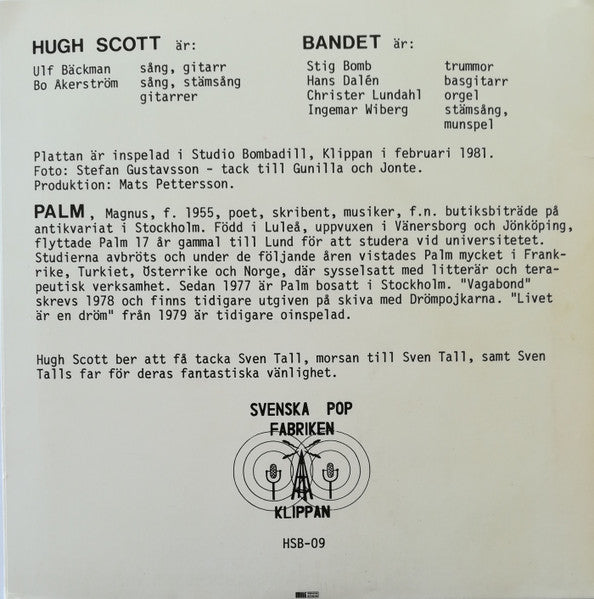 HUGH SCOTT är:
Ulf Bäckman sång, gitarr
Bo Åkerström sång, stämsång
gitarrer
BANDET är:
Stig Bomb trummor
Hans Dalén basgitarr
Christer Lundahl orgel
Ingemar Wiberg stämsång,
munspel
Plattan är inspelad i Studio Bombadill, Klippan i februari 1981.
Foto: Stefan Gustavsson - tack till Gunilla och Jonte.
Produktion: Mats Pettersson.
PALM, Magnus, f. 1955, poet, skribent, musiker, f.n. butiksbiträde på
antikvariat i Stockholm. Född i Luleå, uppvuxen i Vänersborg och Jönköping,
flyttade Palm 17 år gammal till Lund för att studera vid universitetet.
Studierna avbröts och under de följande åren vistades Palm mycket i Frank-
rike, Turkiet, Österrike och Norge, där sysselsatt med litterär och tera-
peutisk verksamhet. Sedan 1977 är Palm bosatt i Stockholm. "Vagabond"
skrevs 1978 och finns tidigare utgiven på skiva med Drömpojkarna. "Livet
är en dröm" från 1979 är tidigare oinspelad.
Hugh Scott ber att få tacka Sven Tall, morsan till Sven Tall, samt Sven
Talls far för deras fantastiska vänlighet.
SVENSKA POP
FABRIKEN
KLIPPAN
HSB-09